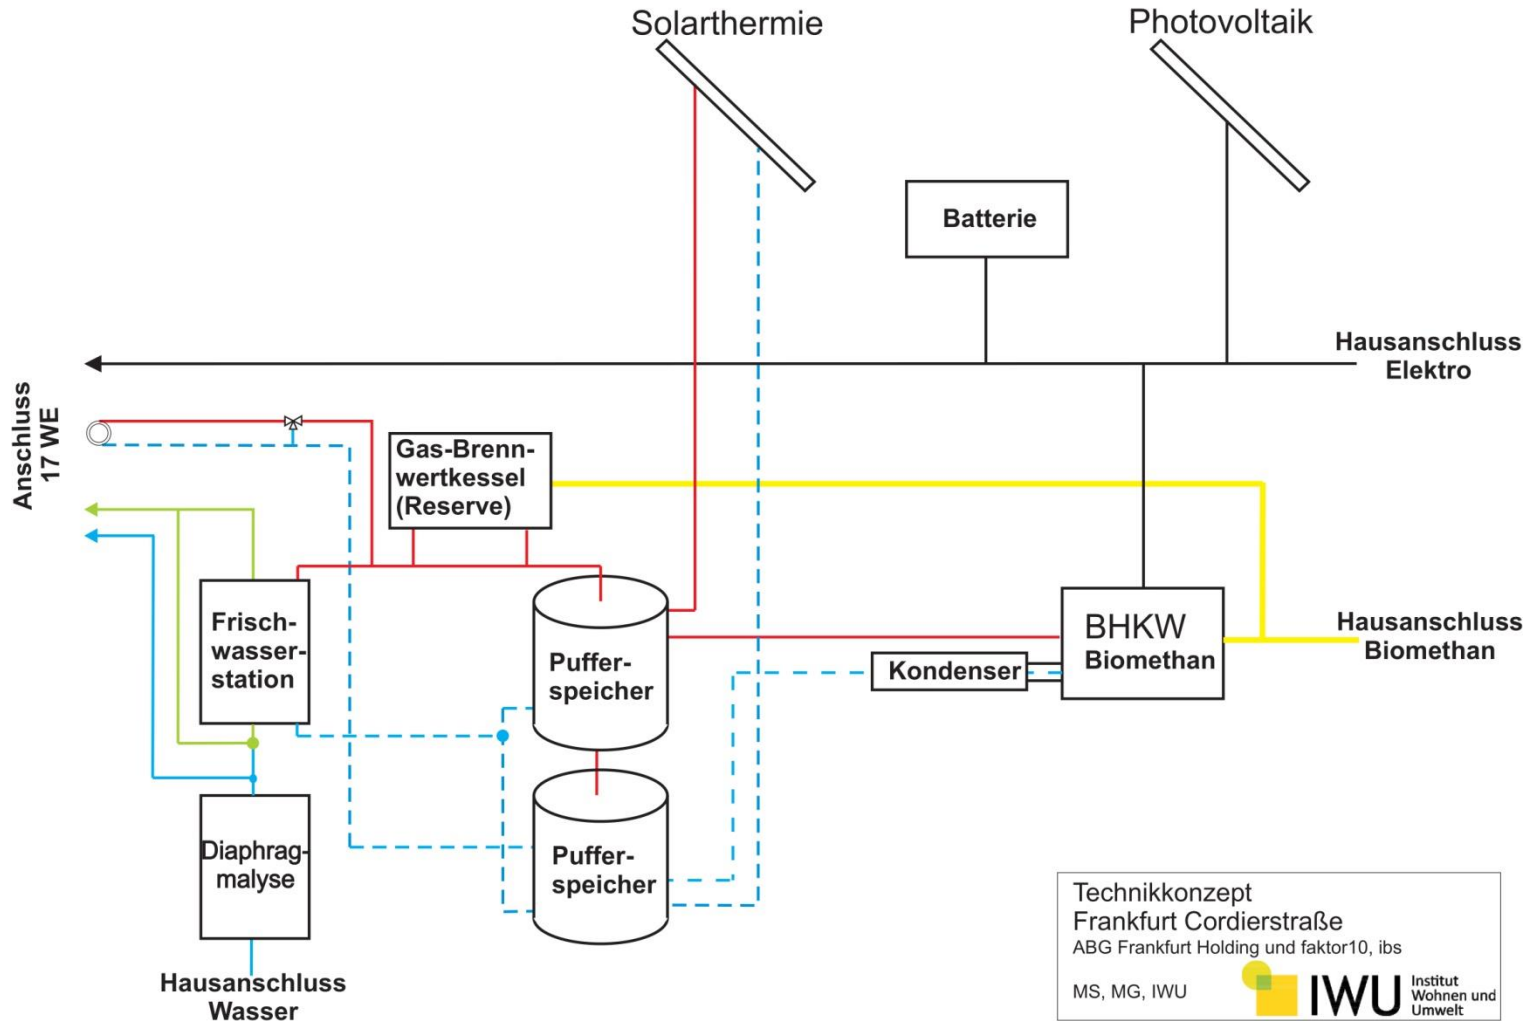 Solarthermie
Photovoltaik
Batterie
Hausanschluss
Elektro
Anschluss
17 WE
Gas-Brenn-
wertkessel
(Reserve)
Frisch-
wasser-
station
Puffer-
speicher
BHKW
Biomethan
Kondenser
Hausanschluss
Biomethan
Puffer-
speicher
Diaphrag-
malyse
Hausanschluss
Wasser
Technikkonzept
Frankfurt Cordierstraße
ABG Frankfurt Holding und faktor10, ibs
MS, MG, IWU
IWU
Institut
Wohnen und
Umwelt